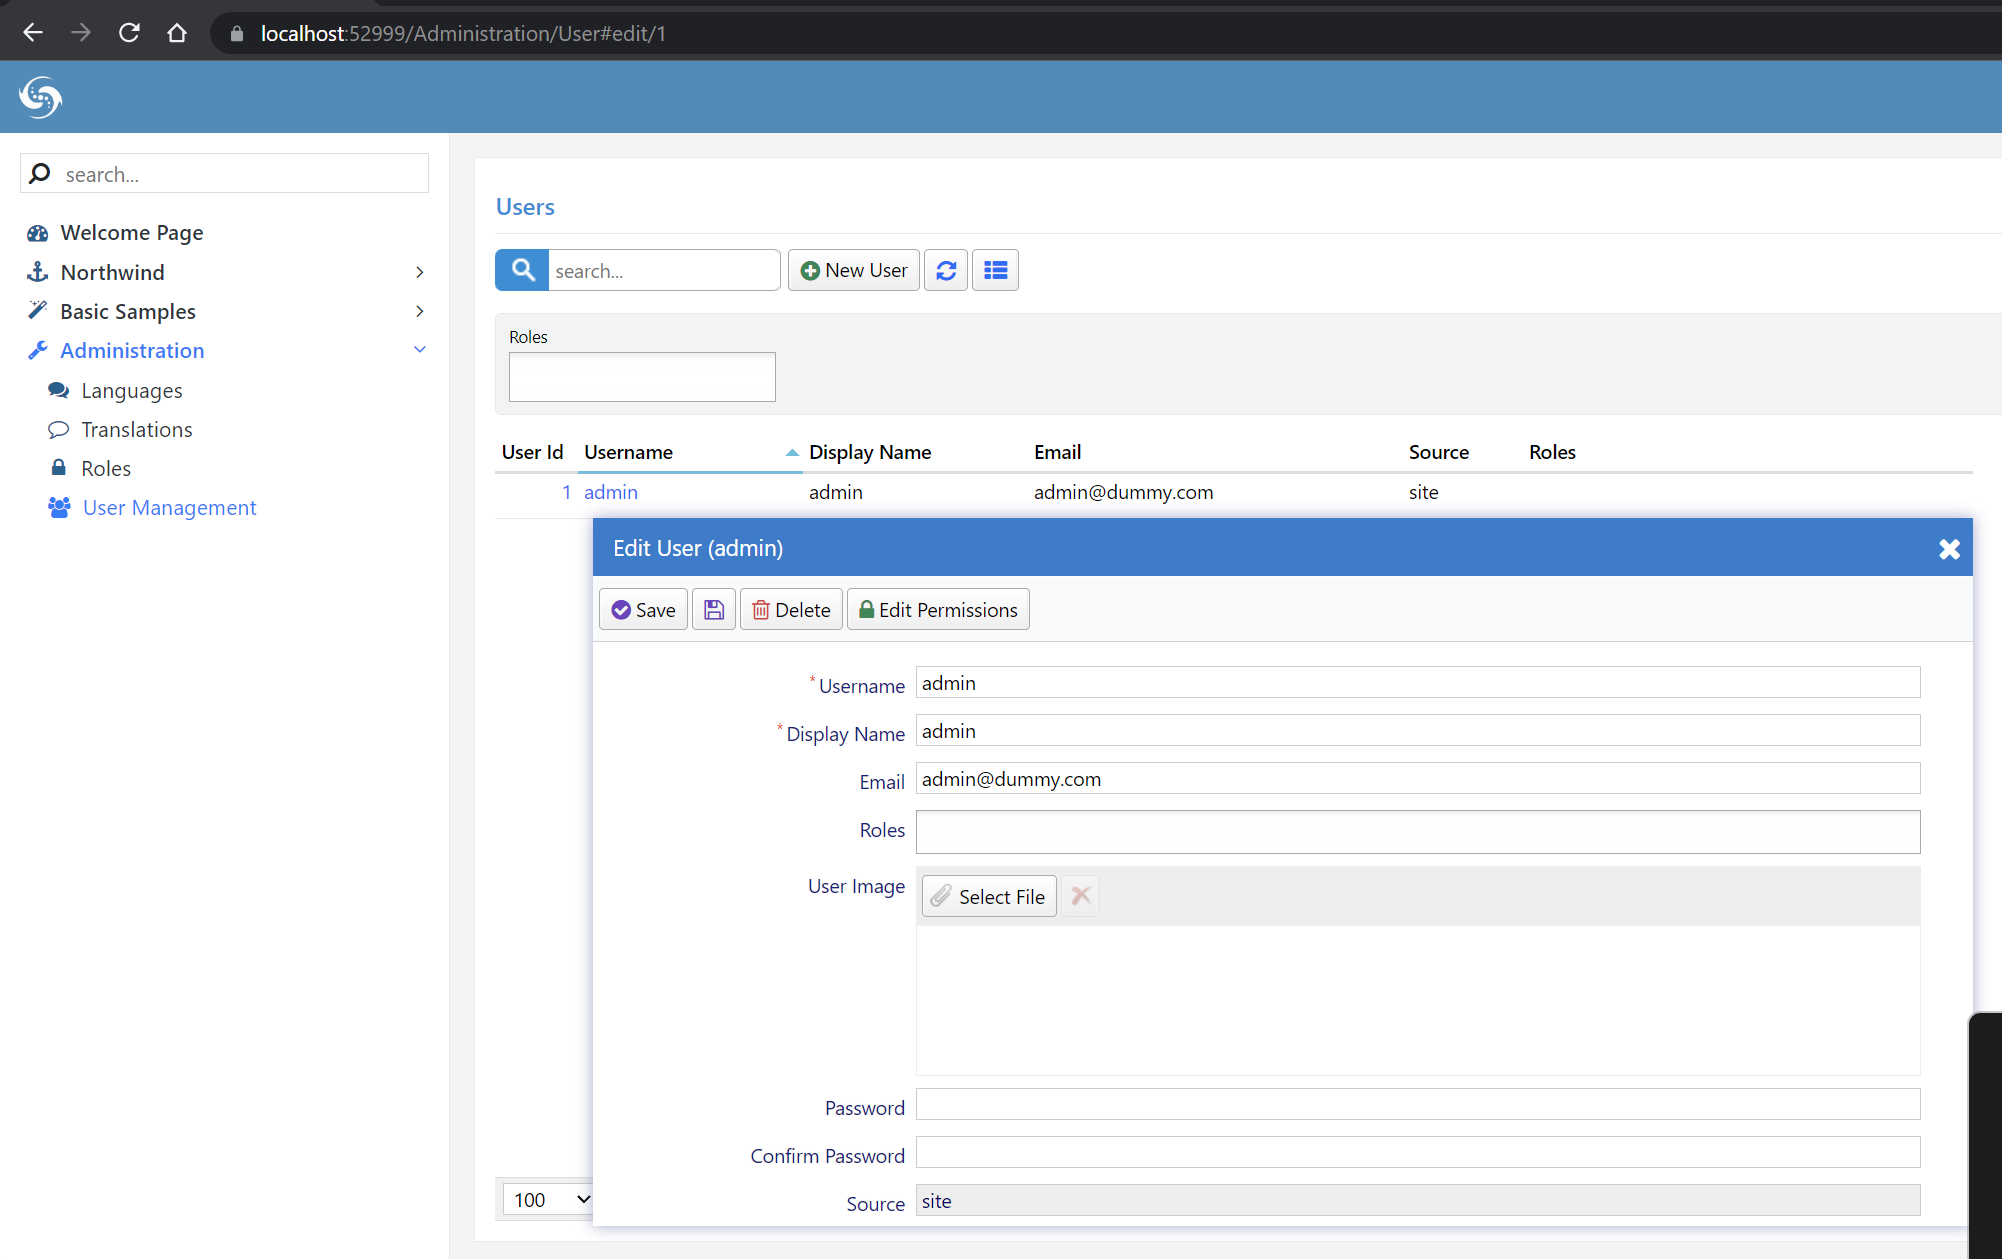 localhost:52999/Administration/User#edit/1
search...
Welcome Page
Northwind
Basic Samples
Administration
Languages
Translations
Roles
User Management
Users
search...
New User
Roles
User Id Username Display Name Email Source Roles
1 admin admin admin@dummy.com site
Edit User (admin)
Save Delete Edit Permissions
*Username admin
*Display Name admin
Email admin@dummy.com
Roles
User Image Select File
Password
Confirm Password
Source site
100